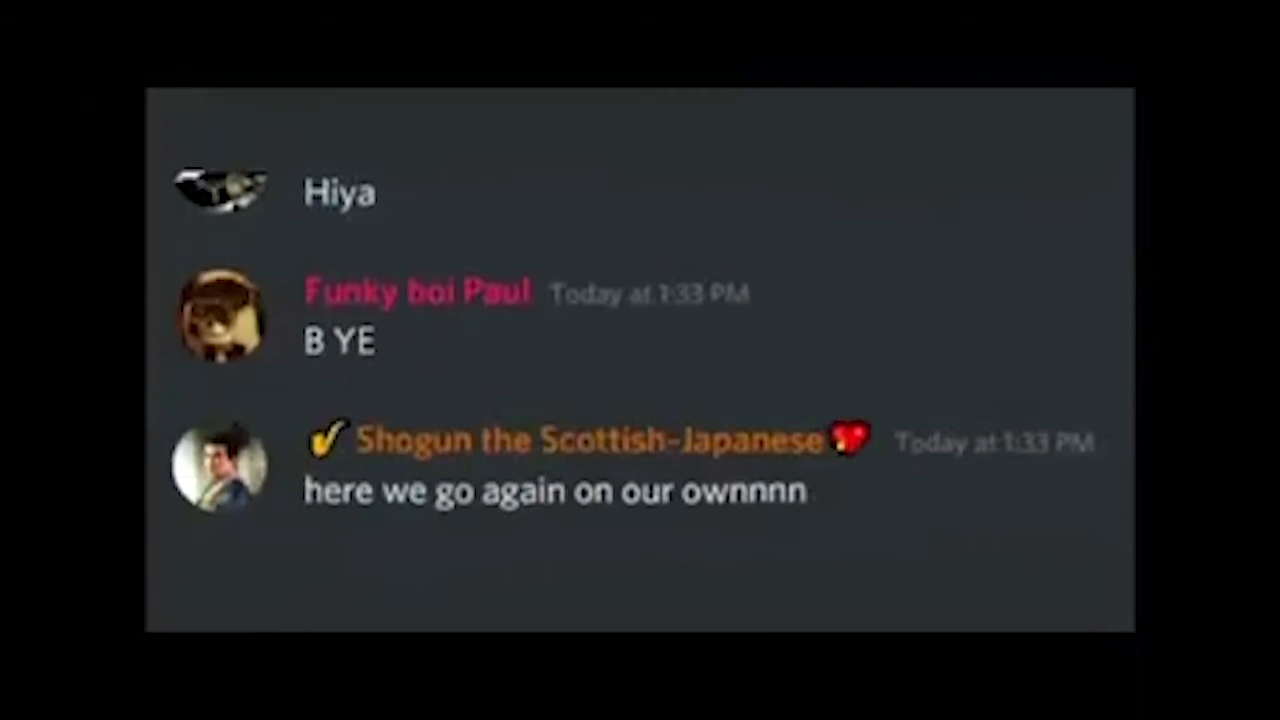 Hiya
Funky boi Paul Today at 1:33 PM
B YE
✔ Shogun the Scottish-Japanese❤ Today at 1:33 PM
here we go again on our ownnnn